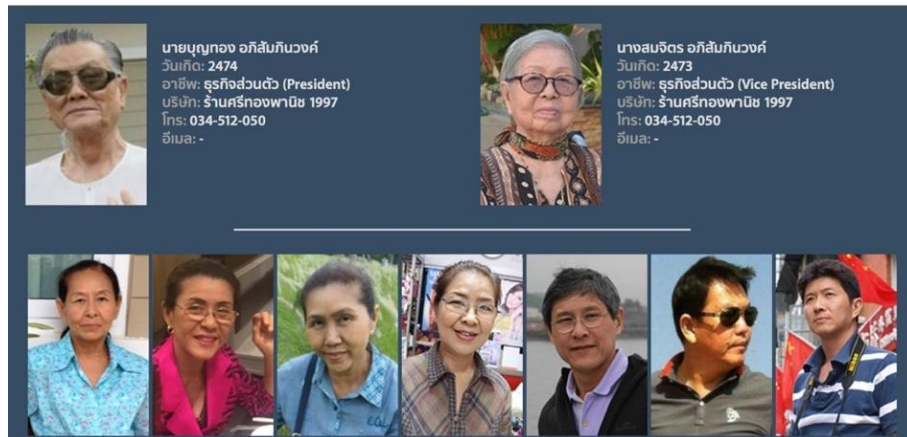 นายบุญทอง อภิสัมภินวงค์
วันเกิด: 2474
อาชีพ: ธุรกิจส่วนตัว (President)
บริษัท: ร้านศรีทองพานิช 1997
โทร: 034-512-050
อีเมล: -
นางสมจิตร อภิสัมภินวงค์
วันเกิด: 2473
อาชีพ: ธุรกิจส่วนตัว (Vice President)
บริษัท: ร้านศรีทองพานิช 1997
โทร: 034-512-050
อีเมล: -